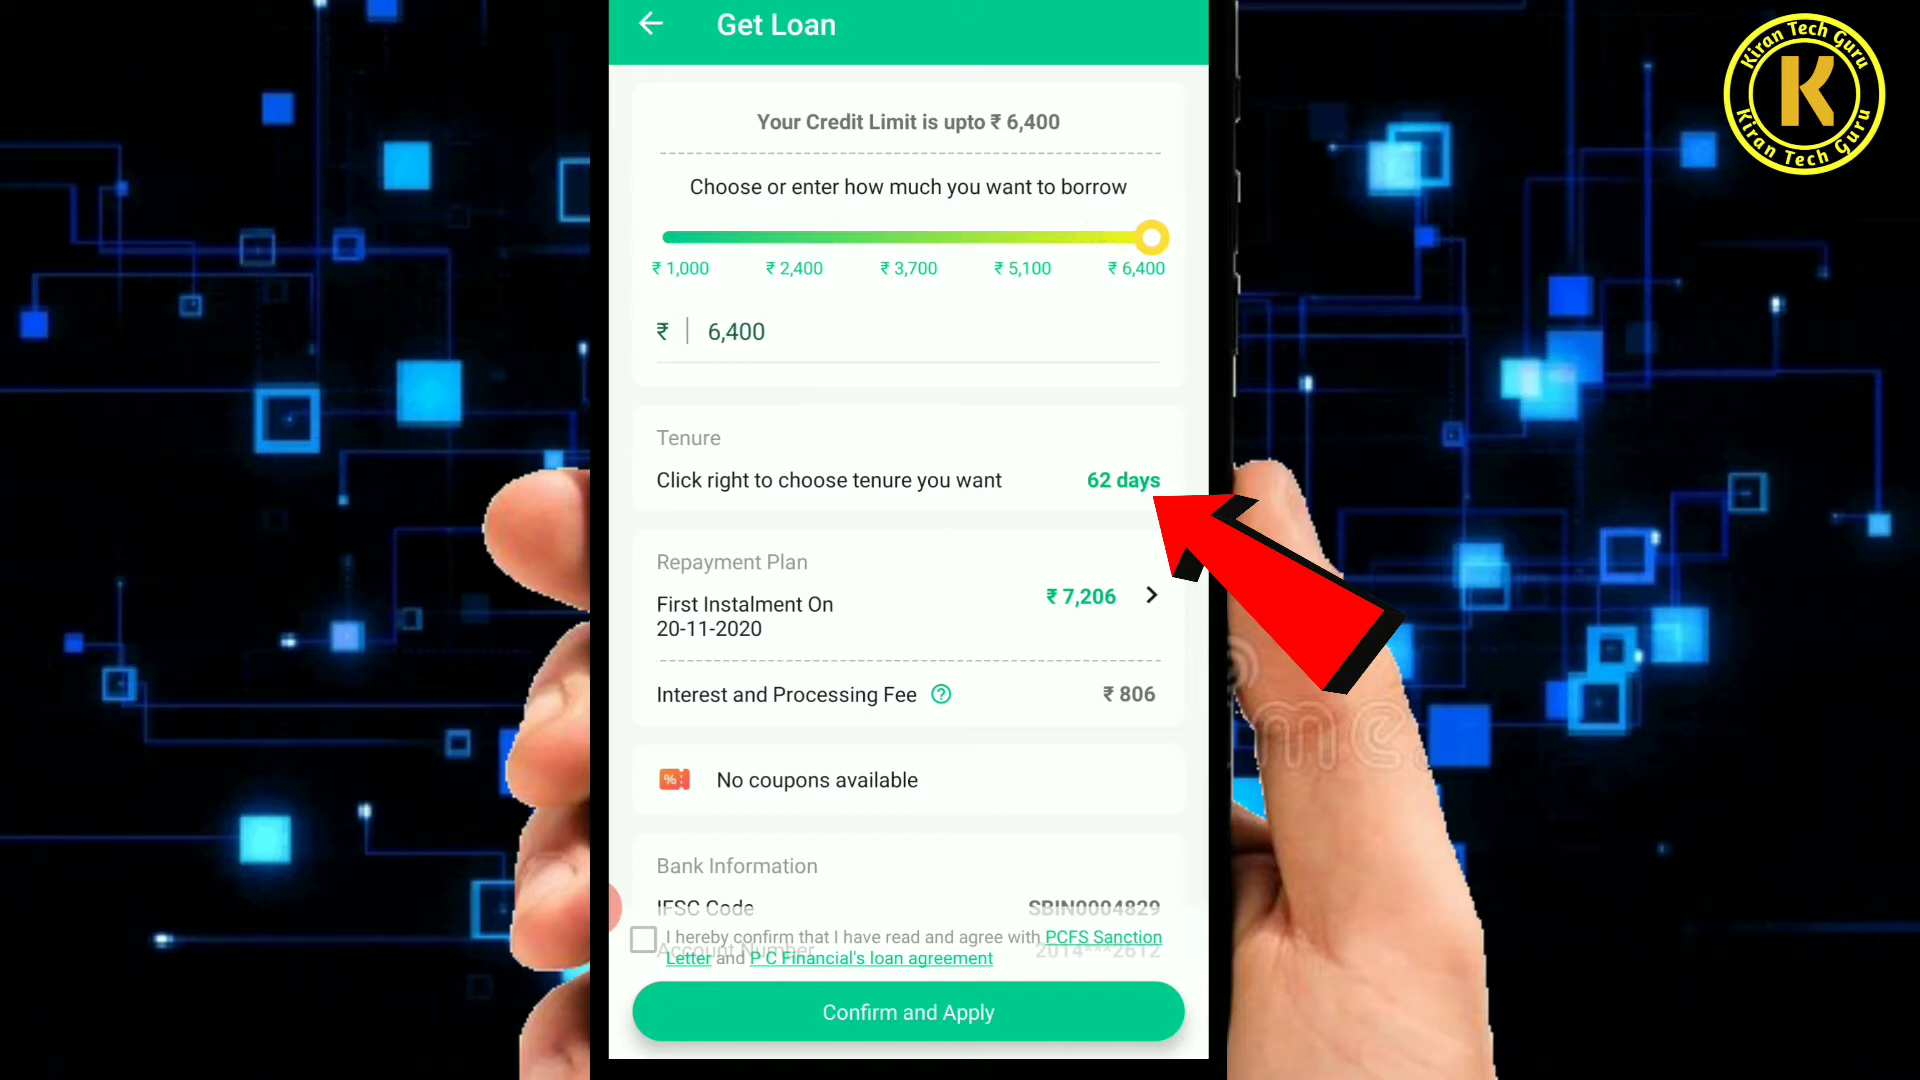 Get Loan
Kiran Tech Guru
K
Kiran Tech Guru
Your Credit Limit is upto ₹ 6,400
Choose or enter how much you want to borrow
₹ 1,000 ₹ 2,400 ₹ 3,700 ₹ 5,100 ₹ 6,400
₹ | 6,400
Tenure
Click right to choose tenure you want 62 days
Repayment Plan
First Instalment On
20-11-2020
₹ 7,206
Interest and Processing Fee ? ₹ 806
% No coupons available
Bank Information
IFSC Code SBIN0004829
I hereby confirm that I have read and agree with PCFS Sanction
Letter and P C Financial's loan agreement
Account Number 2014***2612
Confirm and Apply